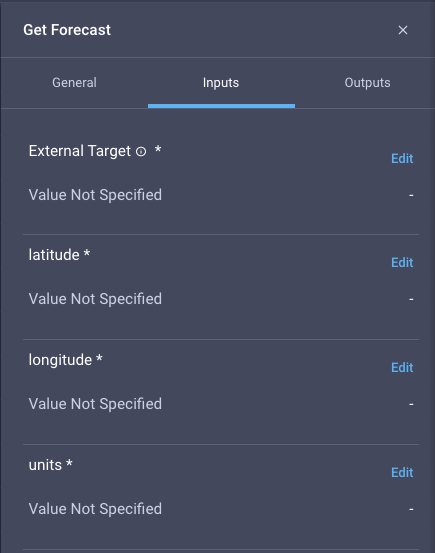 Get Forecast
General Inputs Outputs
External Target *
Edit
Value Not Specified -
latitude *
Edit
Value Not Specified -
longitude *
Edit
Value Not Specified -
units *
Edit
Value Not Specified -